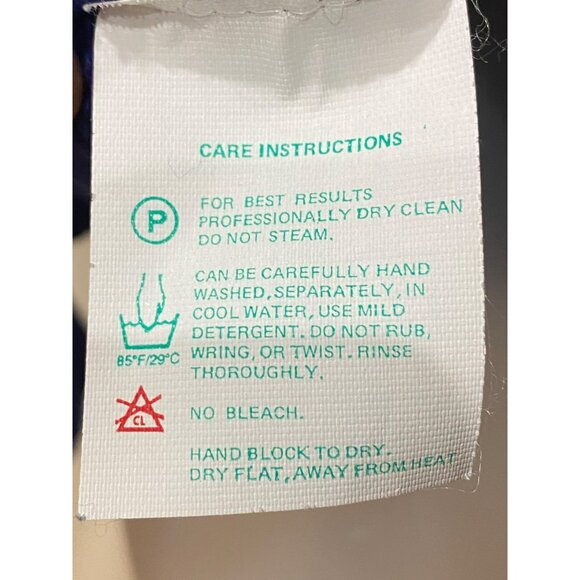 CARE INSTRUCTIONS
P
FOR BEST RESULTS
PROFESSIONALLY DRY CLEAN
DO NOT STEAM.
CAN BE CAREFULLY HAND
WASHED, SEPARATELY, IN
COOL WATER, USE MILD
DETERGENT. DO NOT RUB,
WRING, OR TWIST. RINSE
THOROUGHLY.
85°F/29°C
CL
NO BLEACH.
HAND BLOCK TO DRY.
DRY FLAT, AWAY FROM HEAT